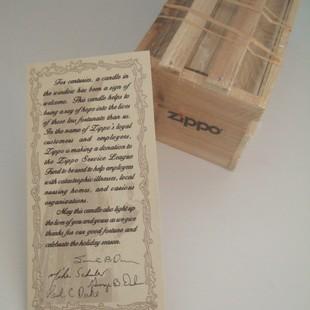 For centuries, a candle in
the window has been a sign of
welcome. This candle helps to
bring a ray of hope into the lives
of those less fortunate than us.
In the name of Zippo's loyal
customers and employees,
Zippo is making a donation to
the Zippo Service League
Fund to be used to help employees
with catastrophic illnesses, local
nursing homes, and various
organizations.
May this candle also light up
the lives of you and yours as we give
thanks for our good fortune and
celebrate the holiday season.
zippo